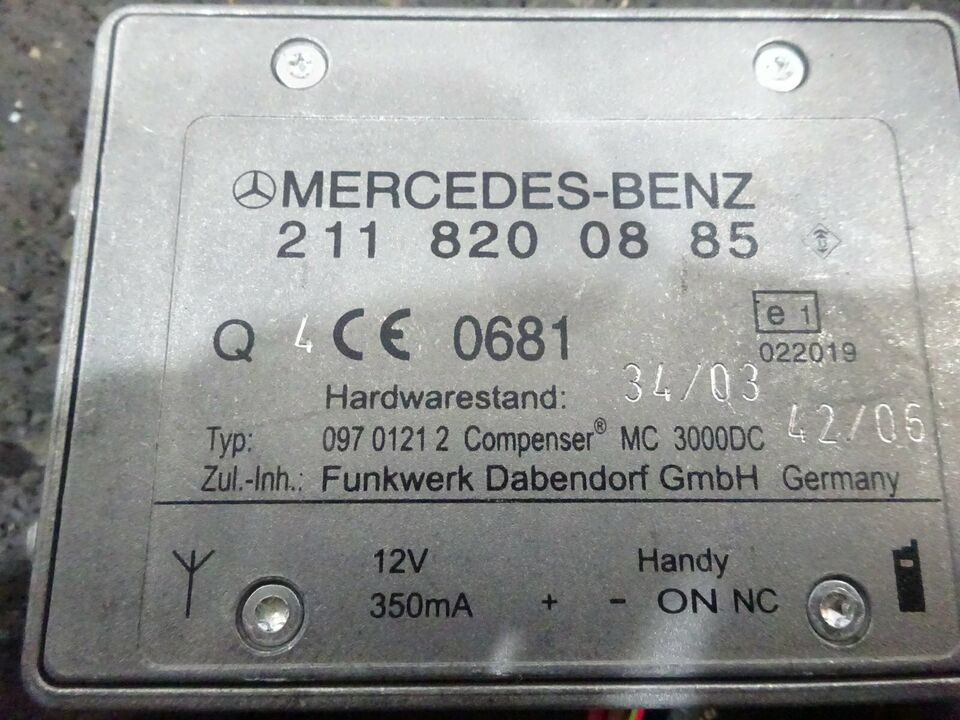 MERCEDES-BENZ
211 820 08 85
Q 4 CE 0681 e 1
022019
Hardwarestand: 34/03
Typ: 097 0121 2 Compenser® MC 3000DC 42/06
Zul.-Inh.: Funkwerk Dabendorf GmbH Germany
12V Handy
350mA + - ON NC